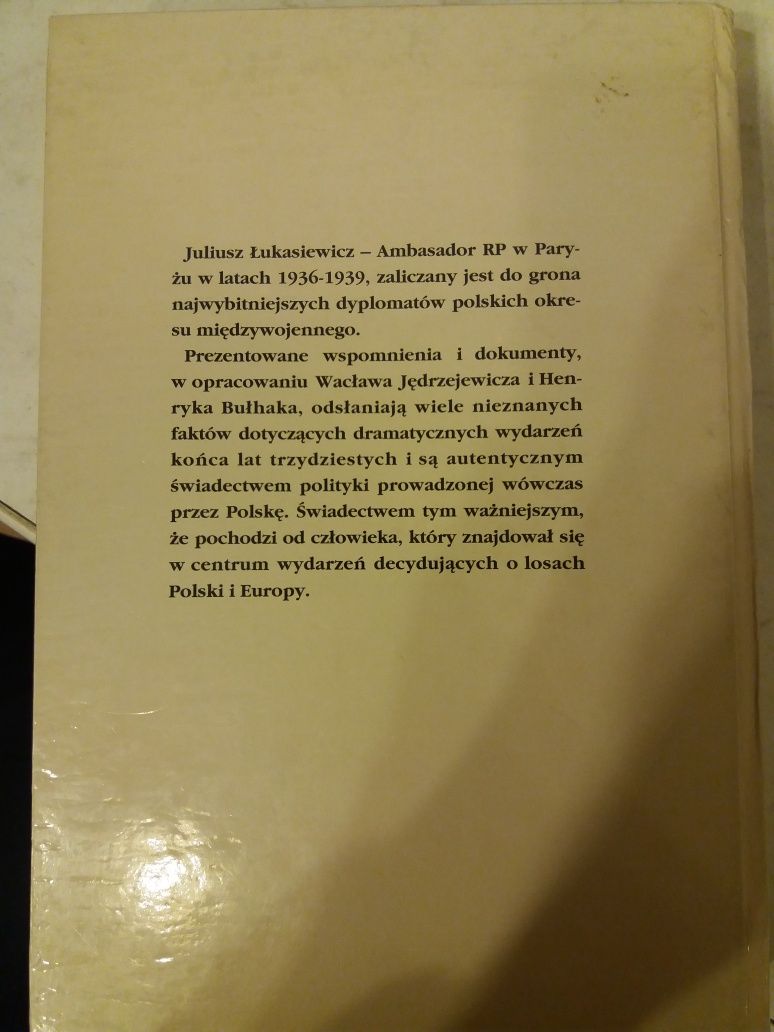 Juliusz Łukasiewicz – Ambasador RP w Pary-
żu w latach 1936-1939, zaliczany jest do grona
najwybitniejszych dyplomatów polskich okre-
su międzywojennego.
Prezentowane wspomnienia i dokumenty,
w opracowaniu Wacława Jędrzejewicza i Hen-
ryka Bułhaka, odsłaniają wiele nieznanych
faktów dotyczących dramatycznych wydarzeń
końca lat trzydziestych i są autentycznym
świadectwem polityki prowadzonej wówczas
przez Polskę. Świadectwem tym ważniejszym,
że pochodzi od człowieka, który znajdował się
w centrum wydarzeń decydujących o losach
Polski i Europy.